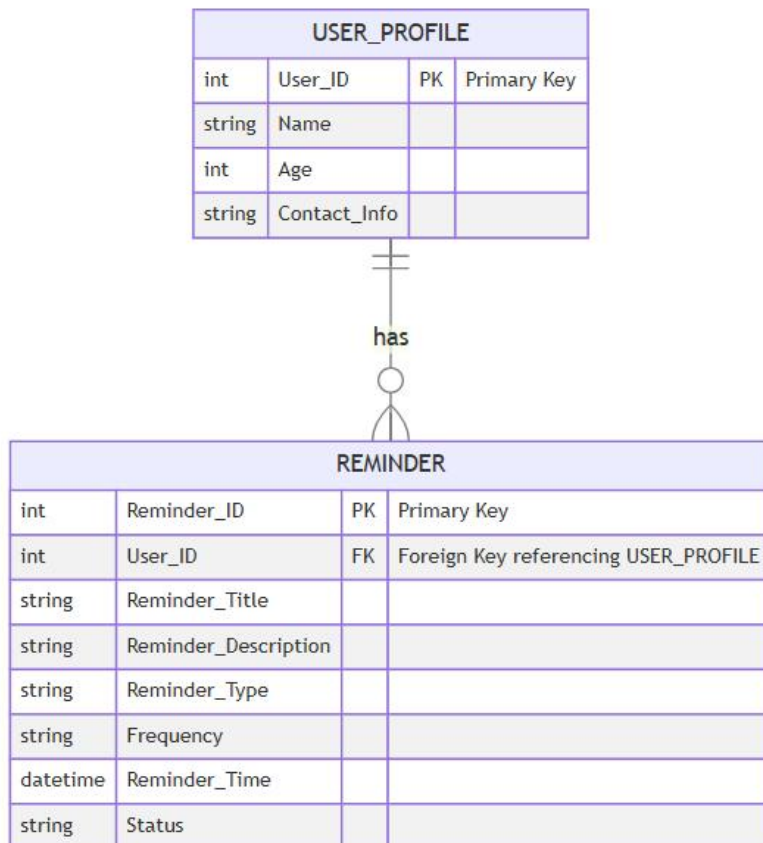 USER_PROFILE
int User_ID PK Primary Key
string Name
int Age
string Contact_Info
has
REMINDER
int Reminder_ID PK Primary Key
int User_ID FK Foreign Key referencing USER_PROFILE
string Reminder_Title
string Reminder_Description
string Reminder_Type
string Frequency
datetime Reminder_Time
string Status